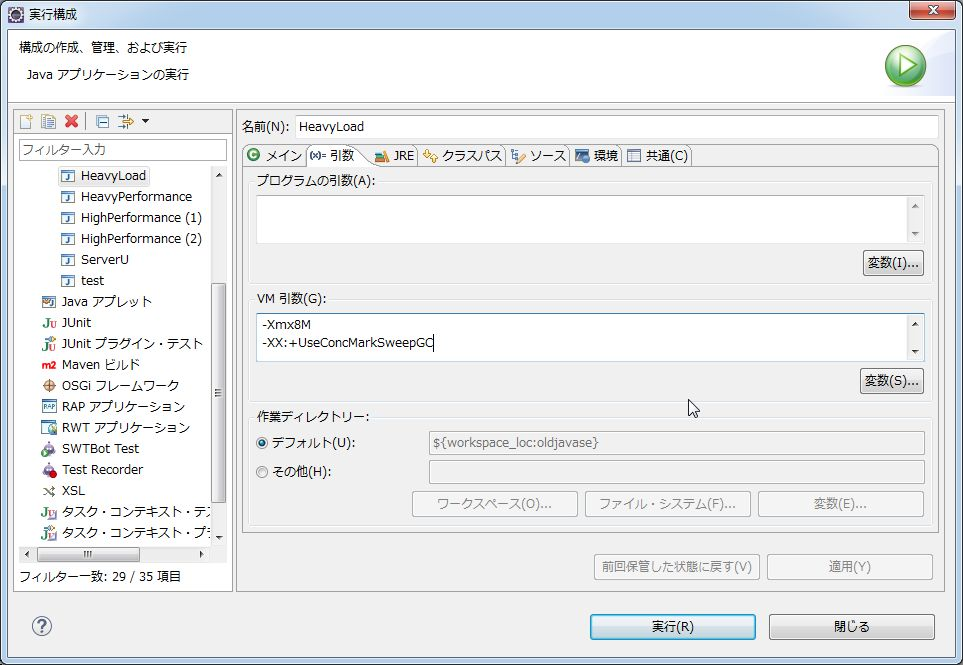 実行構成
構成の作成、管理、および実行
Java アプリケーションの実行
フィルター入力
HeavyLoad
HeavyPerformance
HighPerformance (1)
HighPerformance (2)
ServerU
test
Java アプレット
JUnit
JUnit プラグイン・テスト
Maven ビルド
OSGi フレームワーク
RAP アプリケーション
RWT アプリケーション
SWTBot Test
Test Recorder
XSL
タスク・コンテキスト・テス
タスク・コンテキスト・プラ
フィルター一致: 29 / 35 項目
名前(N): HeavyLoad
メイン (x)= 引数 JRE クラスパス ソース 環境 共通(C)
プログラムの引数(A):
変数(I)...
VM 引数(G):
-Xmx8M
-XX:+UseConcMarkSweepGC
変数(S)...
作業ディレクトリー:
デフォルト(U): ${workspace_loc:oldjavase}
その他(H):
ワークスペース(O)... ファイル・システム(F)... 変数(E)...
前回保管した状態に戻す(V) 適用(Y)
実行(R) 閉じる